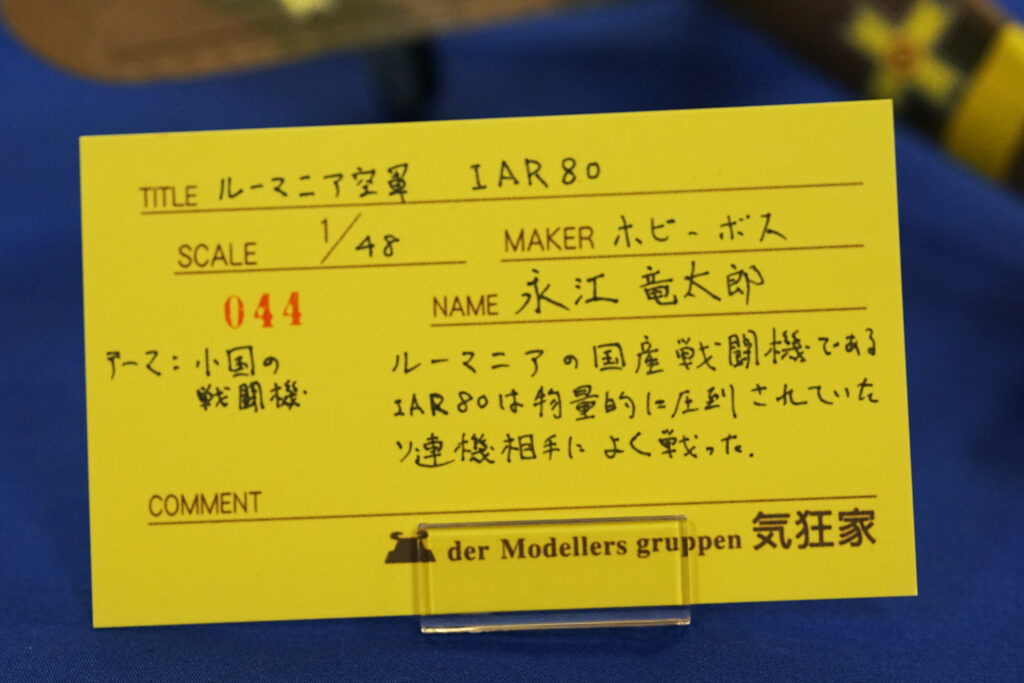 TITLE ルーマニア空軍 IAR80
SCALE 1/48
MAKER ホビーボス
044
NAME 永江 竜太郎
テーマ:小国の
戦闘機
ルーマニアの国産戦闘機である
IAR80は物量的に圧倒されていた
ソ連機相手によく戦った.
COMMENT
der Modellers gruppen 気狂家